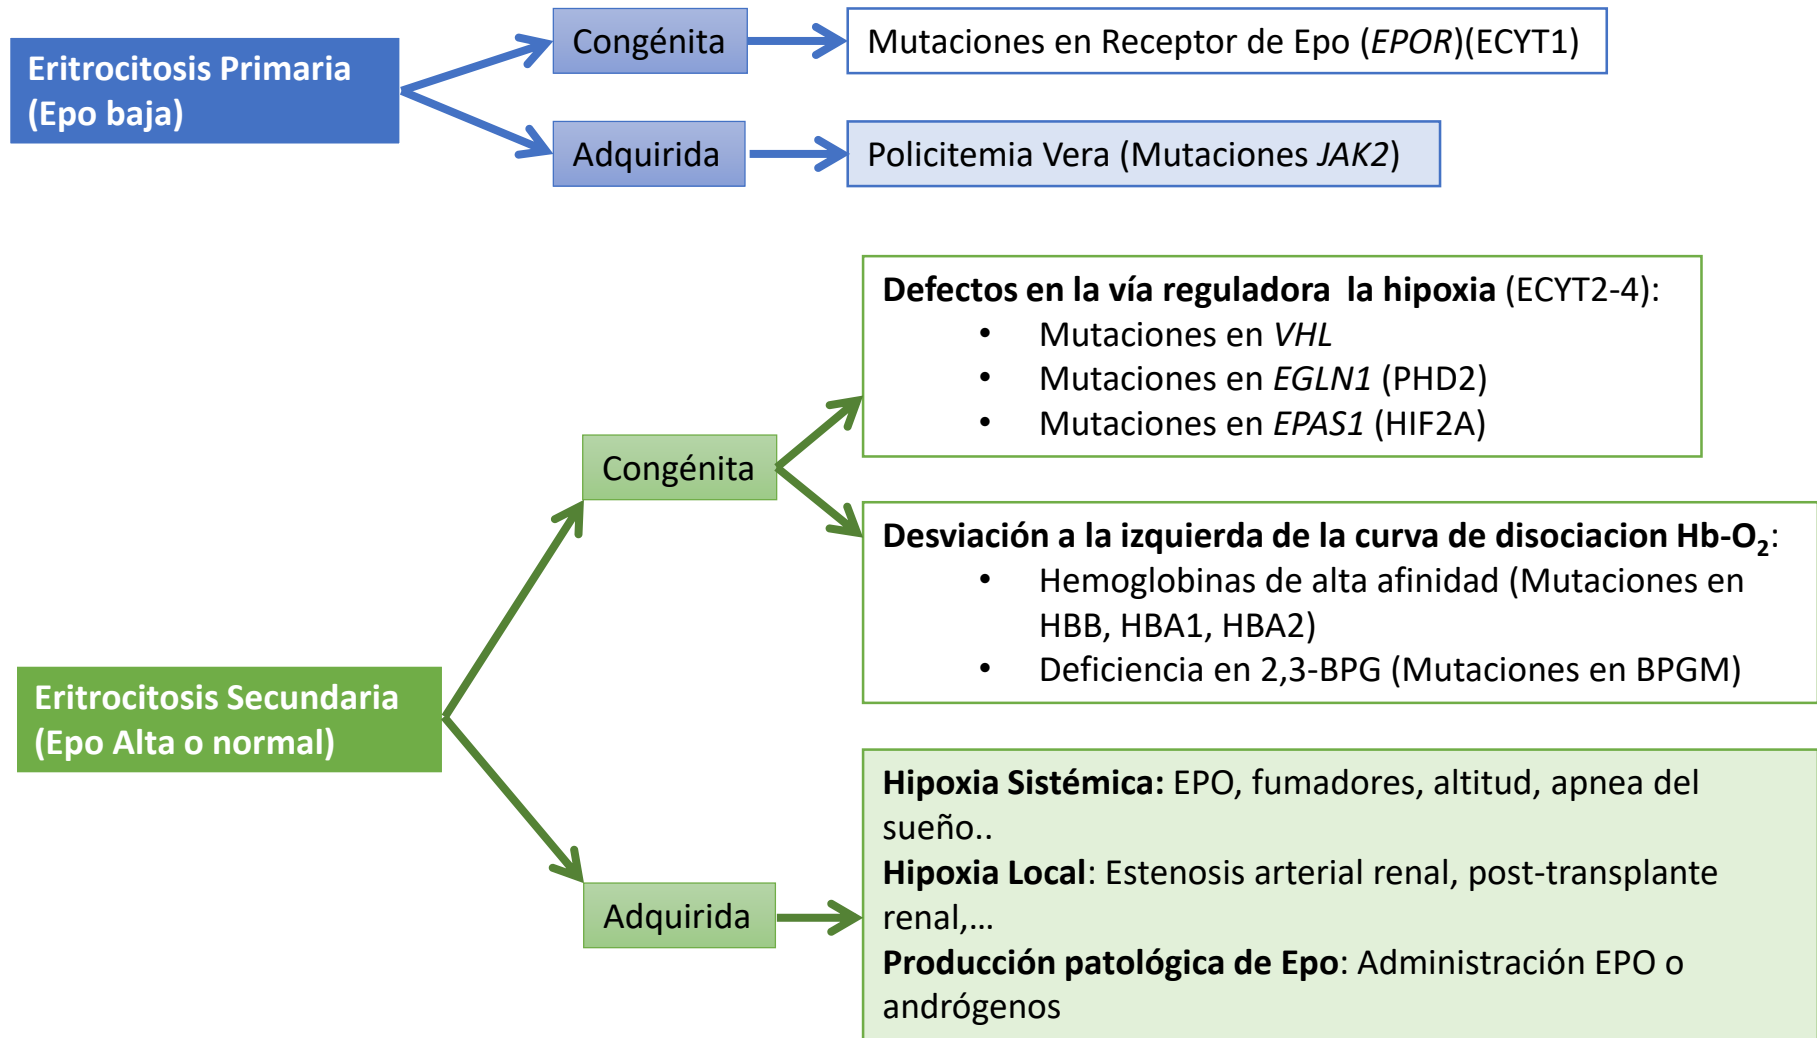 Eritrocitosis Primaria
(Epo baja)
Congénita
Mutaciones en Receptor de Epo (EPOR)(ECYT1)
Adquirida
Policitemia Vera (Mutaciones JAK2)
Eritrocitosis Secundaria
(Epo Alta o normal)
Congénita
Defectos en la vía reguladora  la hipoxia (ECYT2-4):
• Mutaciones en VHL
• Mutaciones en EGLN1 (PHD2)
• Mutaciones en EPAS1 (HIF2A)
Desviación a la izquierda de la curva de disociacion Hb-O₂:
• Hemoglobinas de alta afinidad (Mutaciones en
HBB, HBA1, HBA2)
• Deficiencia en 2,3-BPG (Mutaciones en BPGM)
Adquirida
Hipoxia Sistémica: EPO, fumadores, altitud, apnea del
sueño..
Hipoxia Local: Estenosis arterial renal, post-transplante
renal,...
Producción patológica de Epo: Administración EPO o
andrógenos